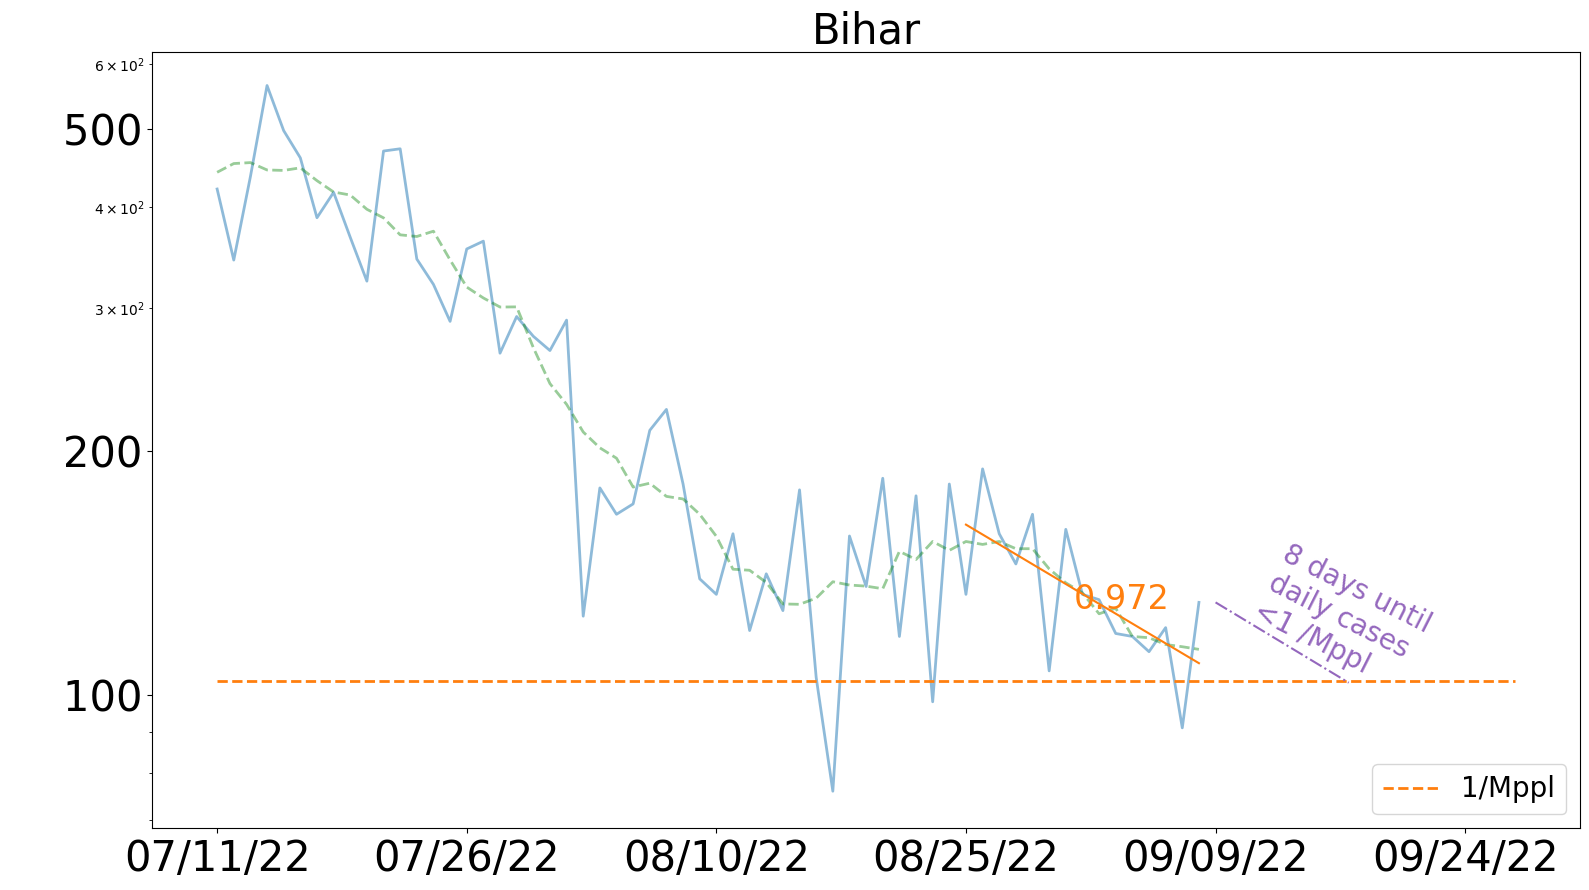 Bihar
6 × 10²
500
4 × 10²
3 × 10²
200
100
0.972
8 days until
daily cases
<1 /Mppl
1/Mppl
07/11/22 07/26/22 08/10/22 08/25/22 09/09/22 09/24/22